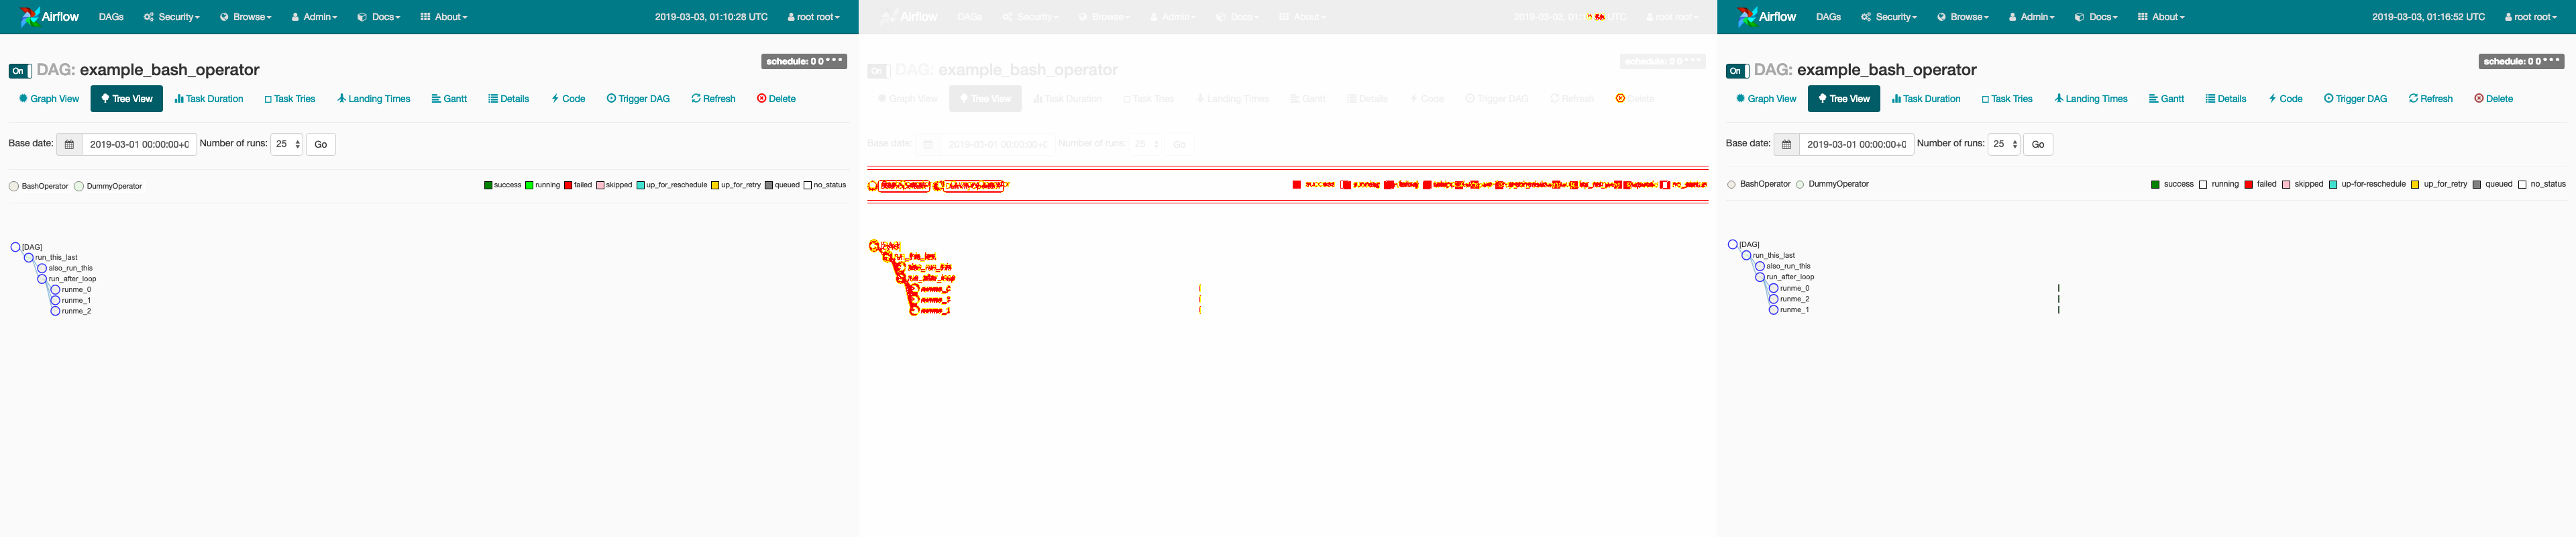 Airflow DAGs Security Browse Admin Docs About 2019-03-03, 01:10:28 UTC root root
schedule: 0 0 * * *
On DAG: example_bash_operator
Graph View Tree View Task Duration Task Tries Landing Times Gantt Details Code Trigger DAG Refresh Delete
Base date: 2019-03-01 00:00:00+0 Number of runs: 25 Go
BashOperator DummyOperator success running failed skipped up_for_reschedule up_for_retry queued no_status
[DAG]
run_this_last
also_run_this
run_after_loop
runme_0
runme_1
runme_2
Airflow DAGs Security Browse Admin Docs About 2019-03-03, UTC root root
schedule: 0 0 * * *
On DAG: example_bash_operator
Graph View Tree View Task Duration Task Tries Landing Times Gantt Details Code Trigger DAG Refresh Delete
Base date: 2019-03-01 00:00:00+0 Number of runs: 25 Go
success
Airflow DAGs Security Browse Admin Docs About 2019-03-03, 01:16:52 UTC root root
schedule: 0 0 * * *
On DAG: example_bash_operator
Graph View Tree View Task Duration Task Tries Landing Times Gantt Details Code Trigger DAG Refresh Delete
Base date: 2019-03-01 00:00:00+0 Number of runs: 25 Go
BashOperator DummyOperator success running failed skipped up-for-reschedule up_for_retry queued no_status
[DAG]
run_this_last
also_run_this
run_after_loop
runme_0
runme_2
runme_1